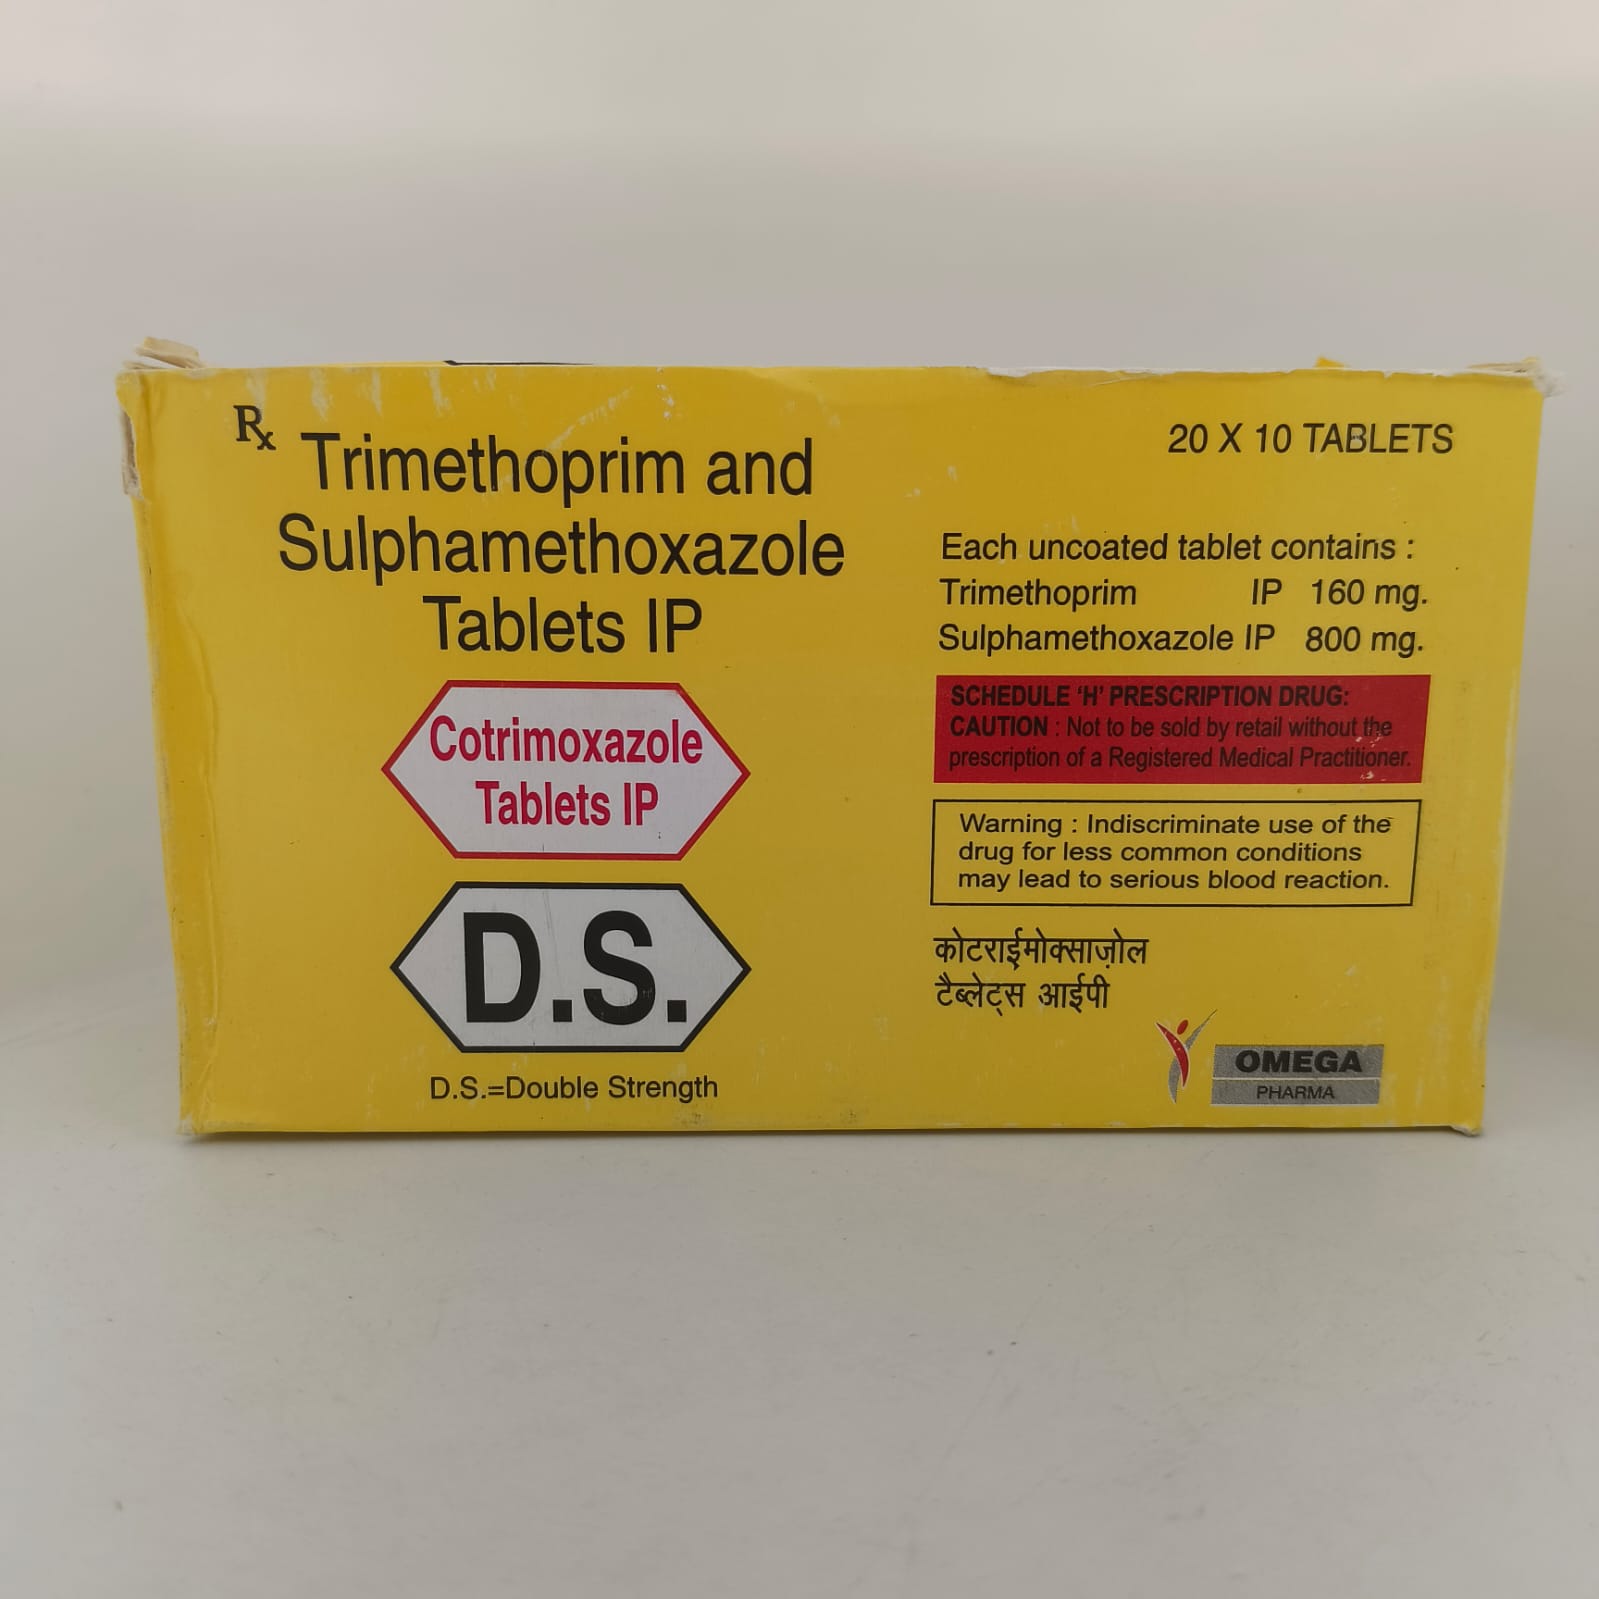 Rx Trimethoprim and
Sulphamethoxazole
Tablets IP
Cotrimoxazole
Tablets IP
D.S.
D.S.=Double Strength
20 X 10 TABLETS
Each uncoated tablet contains :
Trimethoprim IP 160 mg.
Sulphamethoxazole IP 800 mg.
SCHEDULE 'H' PRESCRIPTION DRUG:
CAUTION : Not to be sold by retail without the
prescription of a Registered Medical Practitioner.
Warning : Indiscriminate use of the
drug for less common conditions
may lead to serious blood reaction.
कोटराईमोक्साज़ोल
टैब्लेट्स आईपी
OMEGA
PHARMA